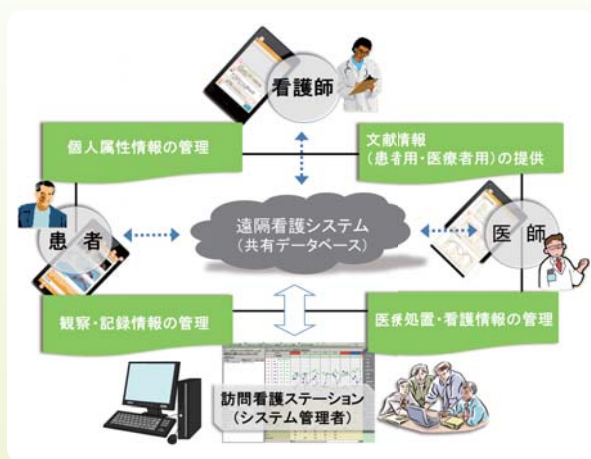 看護師
個人属性情報の管理
文献情報
(患者用・医療者用)の提供
遠隔看護システム
(共有データベース)
患者
医師
観察・記録情報の管理
医療処置・看護情報の管理
訪問看護ステーション
(システム管理者)